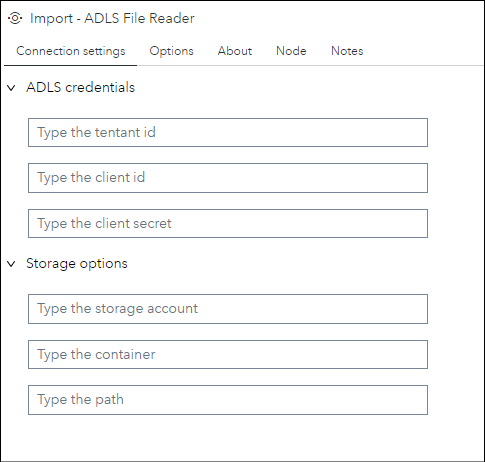 Import - ADLS File Reader
Connection settings Options About Node Notes
ADLS credentials
Type the tentant id
Type the client id
Type the client secret
Storage options
Type the storage account
Type the container
Type the path